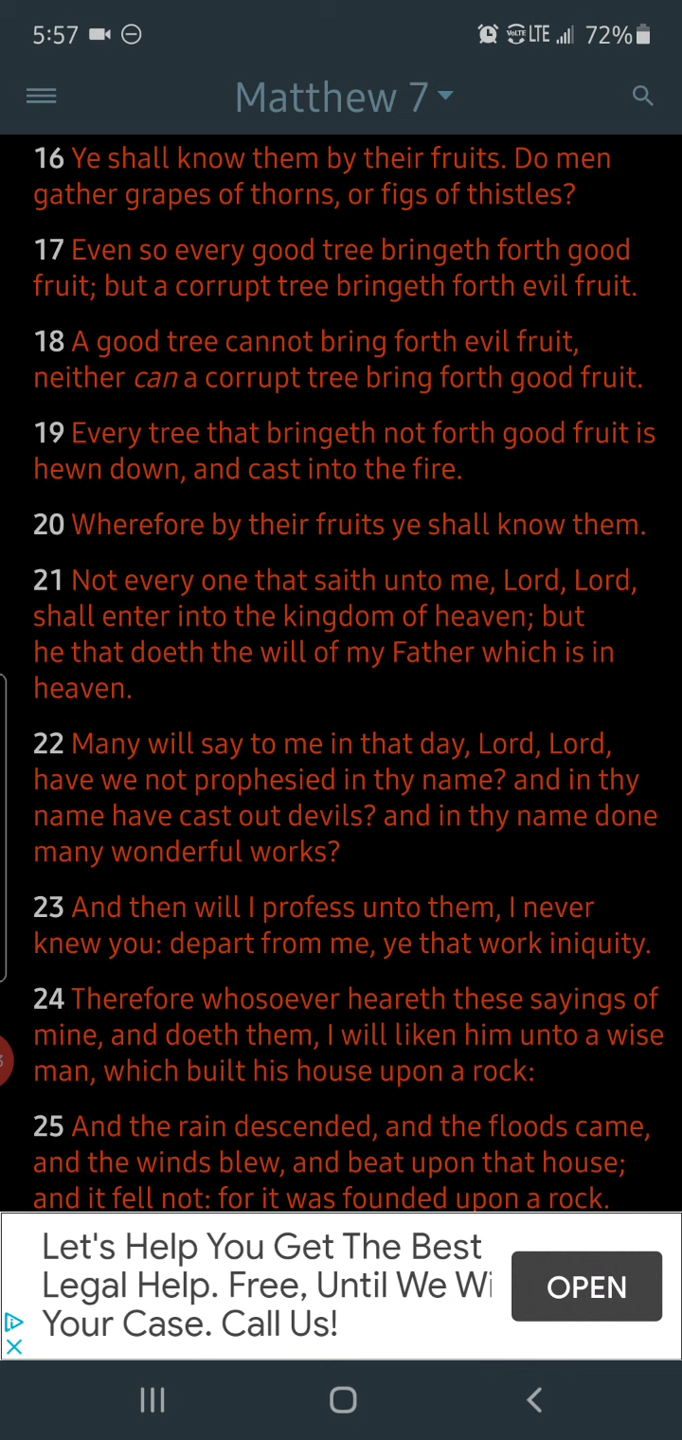 5:57
LTE 72%
Matthew 7
16 Ye shall know them by their fruits. Do men
gather grapes of thorns, or figs of thistles?
17 Even so every good tree bringeth forth good
fruit; but a corrupt tree bringeth forth evil fruit.
18 A good tree cannot bring forth evil fruit,
neither can a corrupt tree bring forth good fruit.
19 Every tree that bringeth not forth good fruit is
hewn down, and cast into the fire.
20 Wherefore by their fruits ye shall know them.
21 Not every one that saith unto me, Lord, Lord,
shall enter into the kingdom of heaven; but
he that doeth the will of my Father which is in
heaven.
22 Many will say to me in that day, Lord, Lord,
have we not prophesied in thy name? and in thy
name have cast out devils? and in thy name done
many wonderful works?
23 And then will I profess unto them, I never
knew you: depart from me, ye that work iniquity.
24 Therefore whosoever heareth these sayings of
mine, and doeth them, I will liken him unto a wise
man, which built his house upon a rock:
25 And the rain descended, and the floods came,
and the winds blew, and beat upon that house;
and it fell not: for it was founded upon a rock.
Let's Help You Get The Best
Legal Help. Free, Until We Wi
Your Case. Call Us!
OPEN